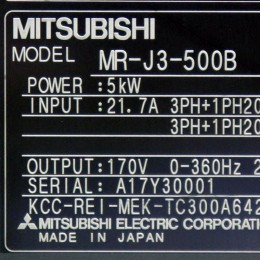 MITSUBISHI
MODEL MR-J3-500B
POWER :5kW
INPUT :21.7A 3PH+1PH20
3PH+1PH20
OUTPUT:170V 0-360Hz 2
SERIAL: A17Y30001
KCC-REI-MEK-TC300A642
MITSUBISHI ELECTRIC CORPORATI
MADE IN JAPAN